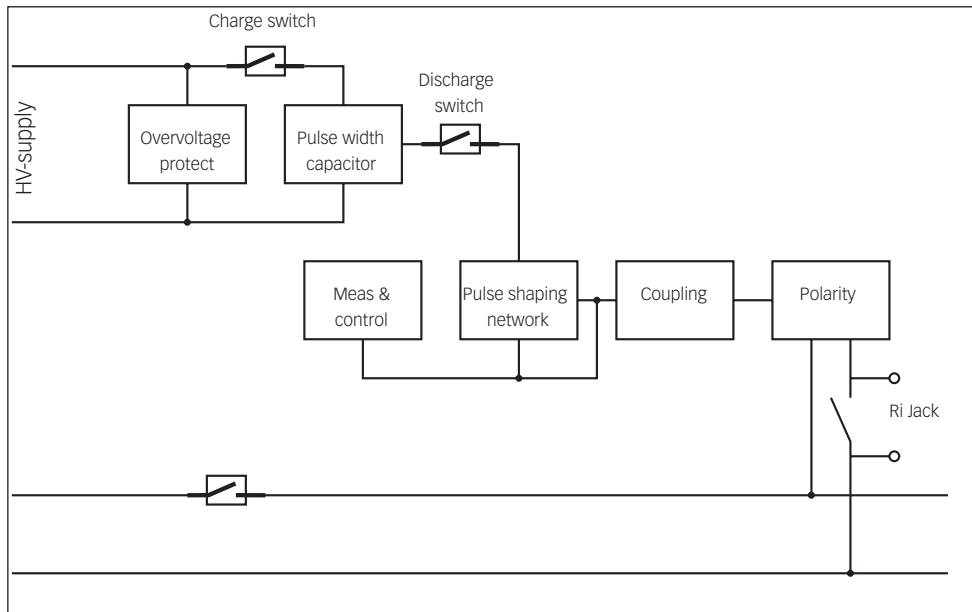 Charge switch
Discharge
switch
HV-supply
Overvoltage
protect
Pulse width
capacitor
Meas &
control
Pulse shaping
network
Coupling
Polarity
Ri Jack